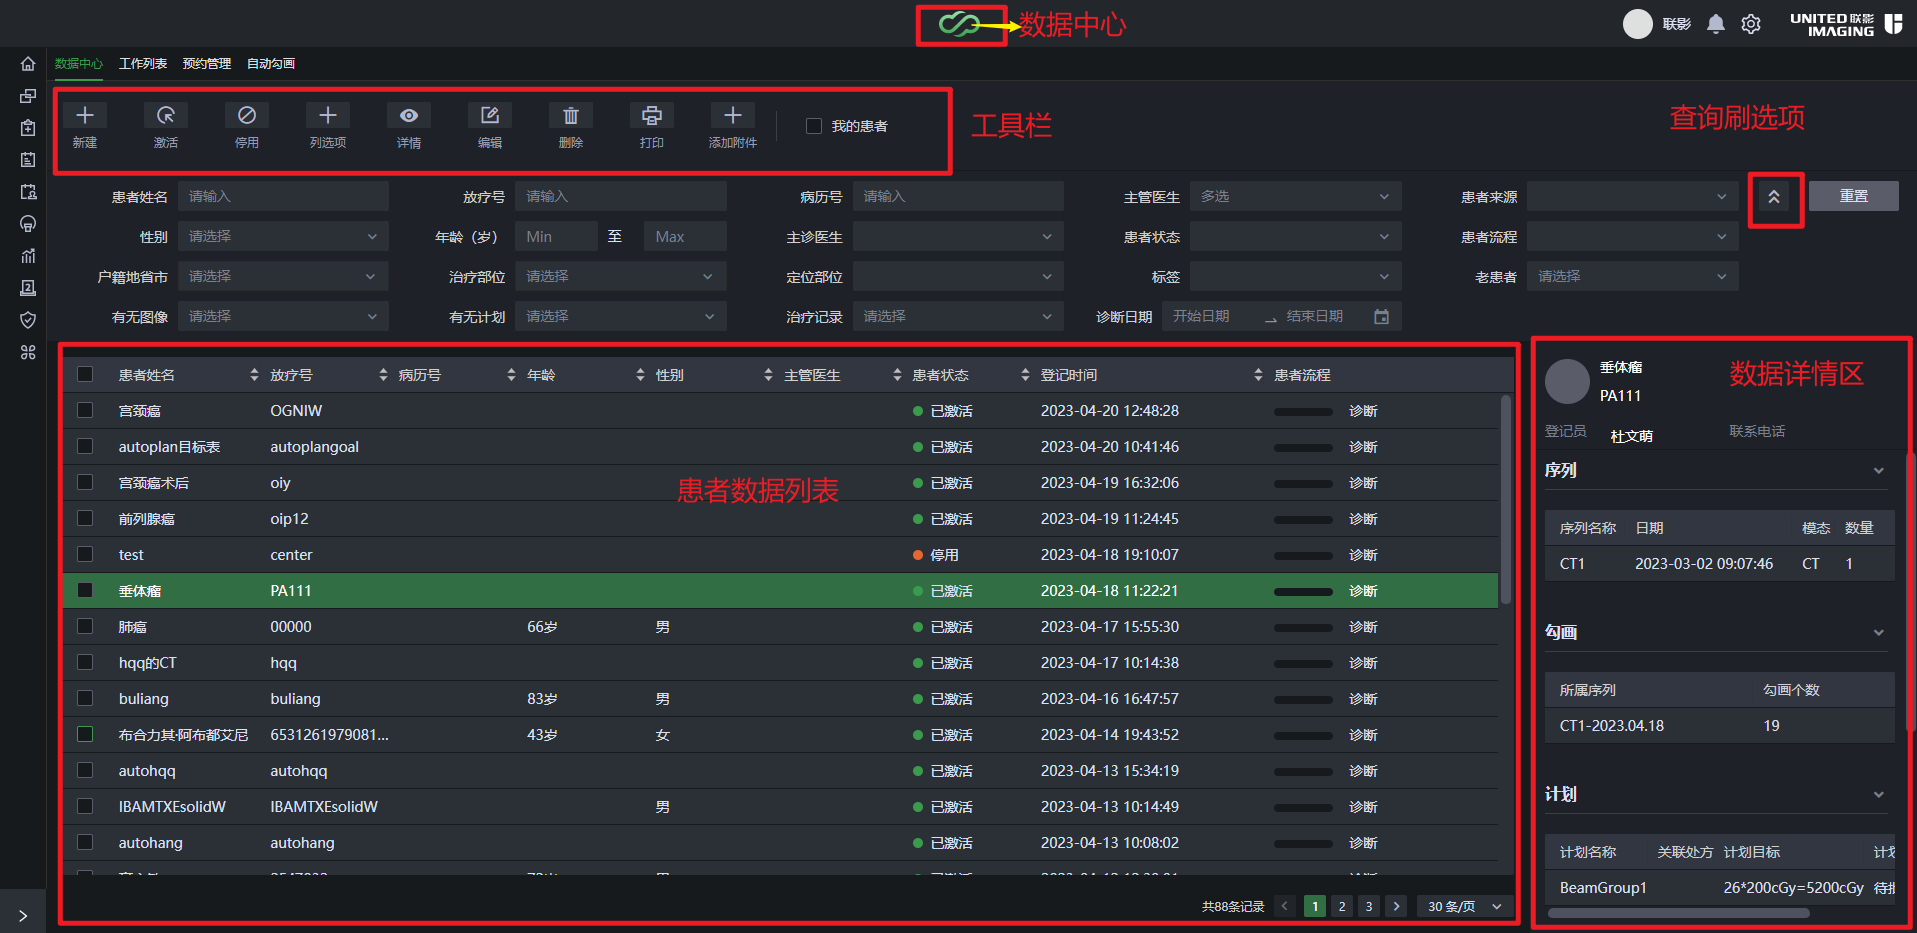 数据中心
联影
UNITED 联影
IMAGING
数据中心 工作列表 预约管理 自动勾画
新建 激活 停用 列选项 详情 编辑 删除 打印 添加附件
我的患者
工具栏
查询刷选项
患者姓名 请输入 放疗号 请输入 病历号 请输入 主管医生 多选 患者来源 重置
性别 请选择 年龄（岁） Min 至 Max 主诊医生 患者状态 患者流程
户籍地省市 请选择 治疗部位 请选择 定位部位 标签 老患者 请选择
有无图像 请选择 有无计划 请选择 治疗记录 请选择 诊断日期 开始日期 结束日期
患者姓名 放疗号 病历号 年龄 性别 主管医生 患者状态 登记时间 患者流程
宫颈癌 OGNIW 已激活 2023-04-20 12:48:28 诊断
autoplan目标表 autoplangoal 已激活 2023-04-20 10:41:46 诊断
宫颈癌术后 oiy 已激活 2023-04-19 16:32:06 诊断
患者数据列表
前列腺癌 oip12 已激活 2023-04-19 11:24:45 诊断
test center 停用 2023-04-18 19:10:07 诊断
垂体瘤 PA111 已激活 2023-04-18 11:22:21 诊断
肺癌 00000 66岁 男 已激活 2023-04-17 15:55:30 诊断
hqq的CT hqq 已激活 2023-04-17 10:14:38 诊断
buliang buliang 83岁 男 已激活 2023-04-16 16:47:57 诊断
布合力其·阿布都艾尼 6531261979081... 43岁 女 已激活 2023-04-14 19:43:52 诊断
autohqq autohqq 已激活 2023-04-13 15:34:19 诊断
IBAMTXEsolidW IBAMTXEsolidW 男 已激活 2023-04-13 10:14:49 诊断
autohang autohang 已激活 2023-04-13 10:08:02 诊断
共88条记录 1 2 3 30 条/页
垂体瘤
PA111
数据详情区
登记员 杜文萌 联系电话
序列
序列名称 日期 模态 数量
CT1 2023-03-02 09:07:46 CT 1
勾画
所属序列 勾画个数
CT1-2023.04.18 19
计划
计划名称 关联处方 计划目标 计划
BeamGroup1 26*200cGy=5200cGy 待